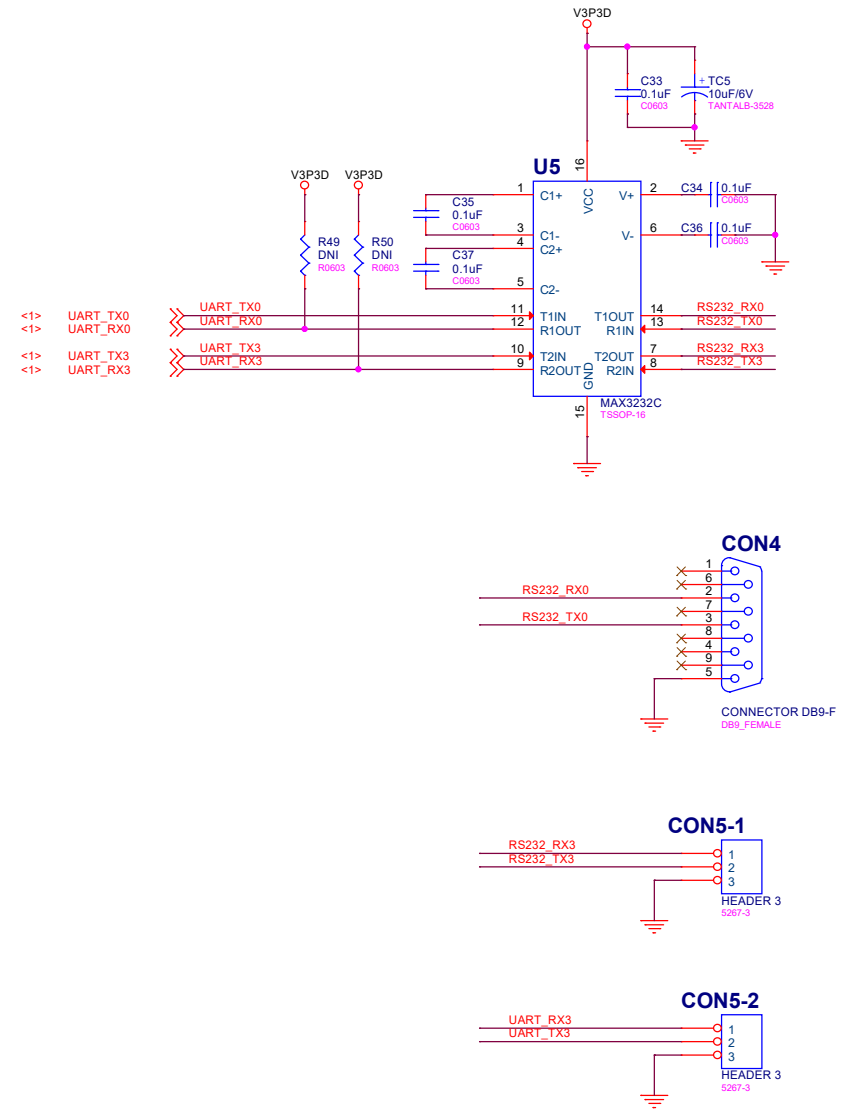 V3P3D
C33
0.1uF
C0603
+ TC5
10uF/6V
TANTALB-3528
U5
16
VCC
V3P3D
V3P3D
R49
DNI
R0603
R50
DNI
R0603
C35
0.1uF
C0603
C37
0.1uF
C0603
1 C1+
3 C1-
4 C2+
5 C2-
V+ 2 C34 0.1uF
C0603
V- 6 C36 0.1uF
C0603
<1> UART_TX0 UART_TX0 11 T1IN T1OUT 14 RS232_RX0
<1> UART_RX0 UART_RX0 12 R1OUT R1IN 13 RS232_TX0
<1> UART_TX3 UART_TX3 10 T2IN T2OUT 7 RS232_RX3
<1> UART_RX3 UART_RX3 9 R2OUT R2IN 8 RS232_TX3
GND
15
MAX3232C
TSSOP-16
CON4
1
6
RS232_RX0 2
7
RS232_TX0 3
8
4
9
5
CONNECTOR DB9-F
DB9_FEMALE
CON5-1
RS232_RX3 1
RS232_TX3 2
3
HEADER 3
5267-3
CON5-2
UART_RX3 1
UART_TX3 2
3
HEADER 3
5267-3